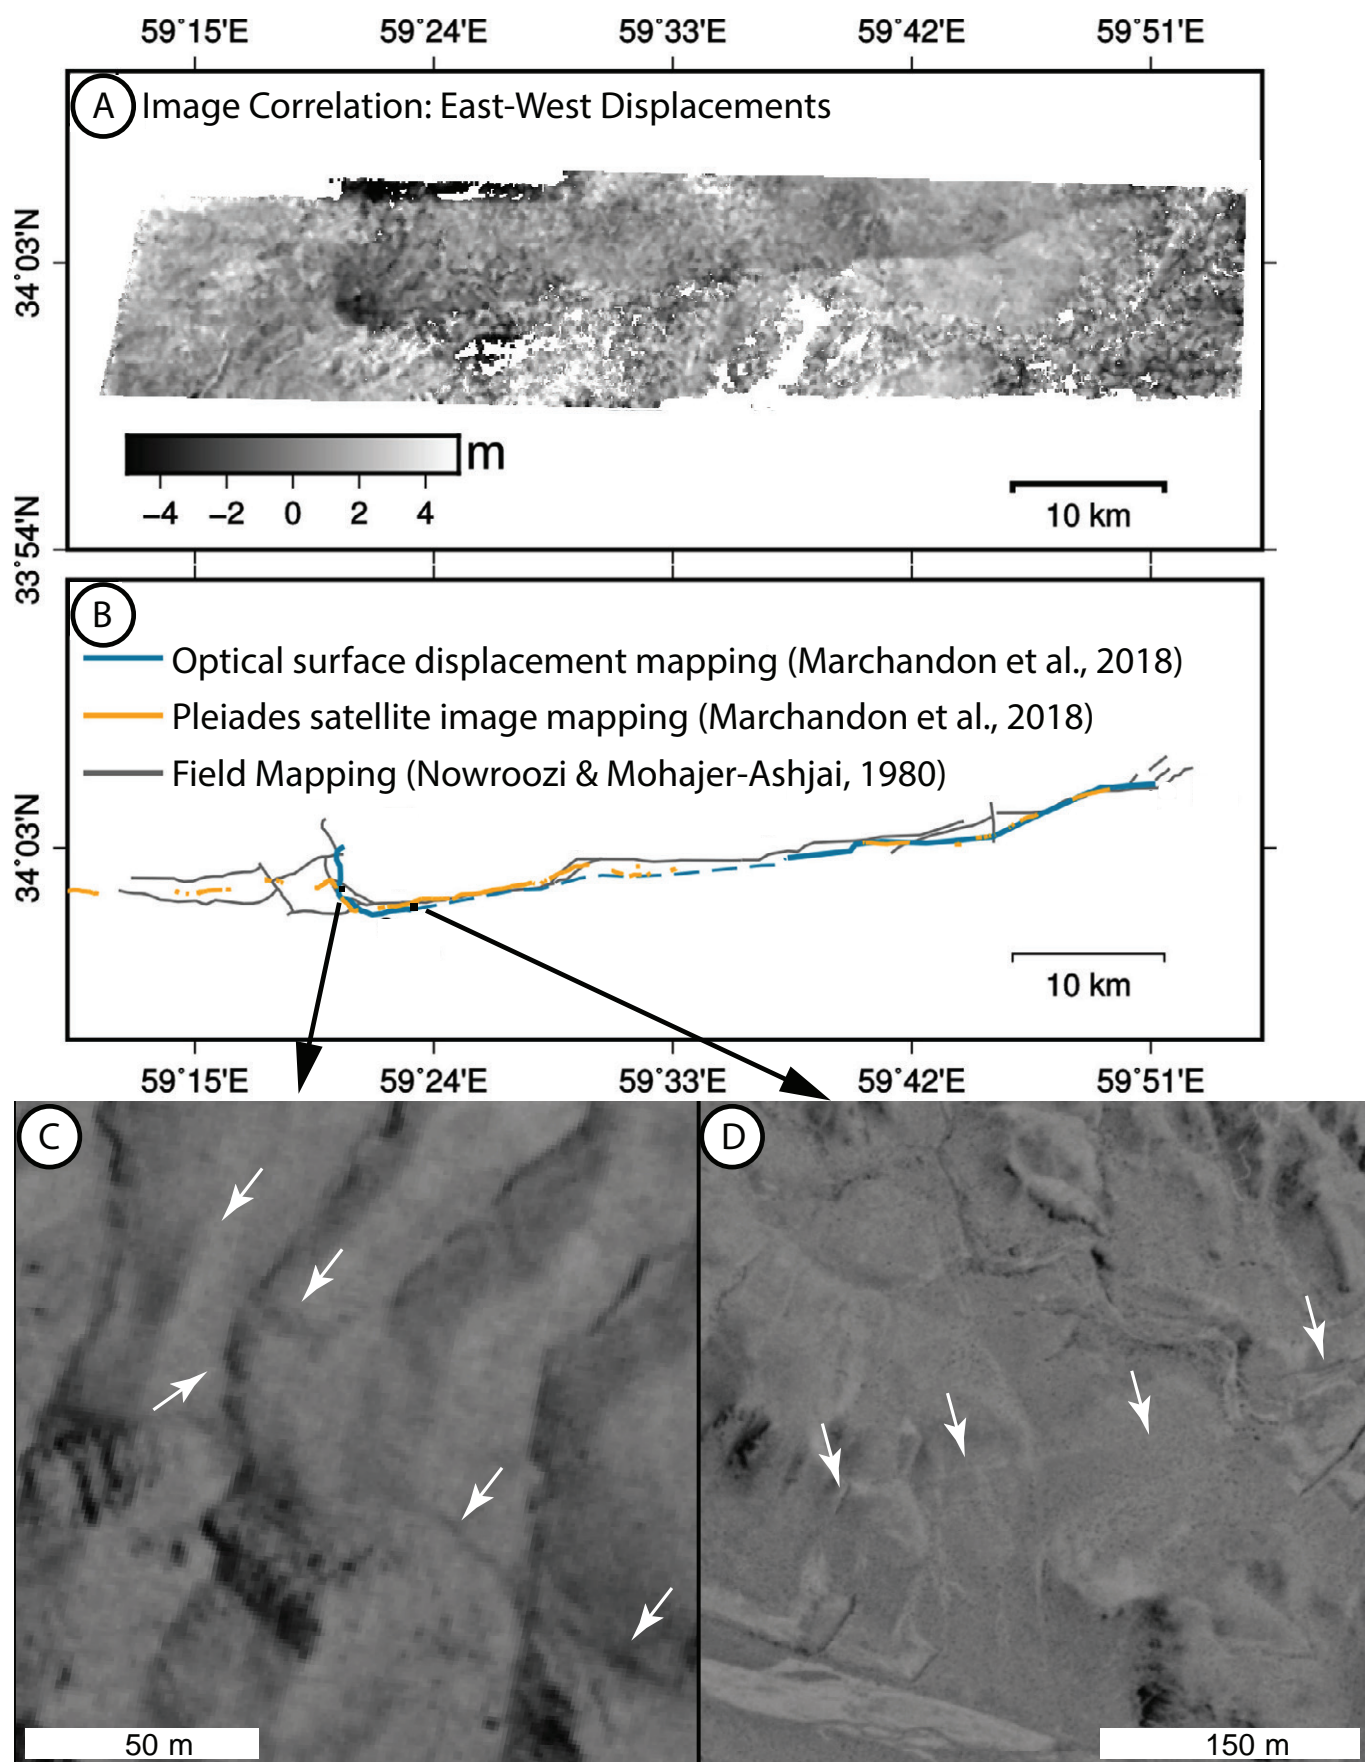 59˚15'E 59˚24'E 59˚33'E 59˚42'E 59˚51'E
A Image Correlation: East-West Displacements
34˚03'N
m
−4 −2 0 2 4
10 km
33˚54'N
B
Optical surface displacement mapping (Marchandon et al., 2018)
Pleiades satellite image mapping (Marchandon et al., 2018)
Field Mapping (Nowroozi & Mohajer-Ashjai, 1980)
34˚03'N
10 km
59˚15'E 59˚24'E 59˚33'E 59˚42'E 59˚51'E
C D
50 m 150 m